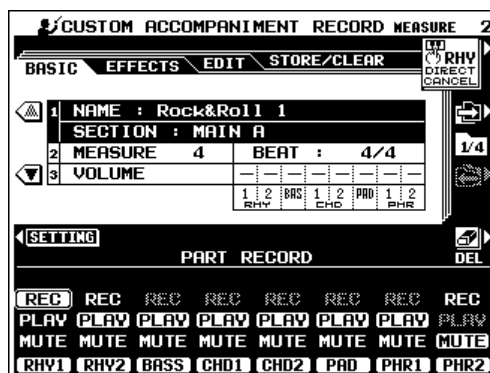 CUSTOM ACCOMPANIMENT RECORD MEASURE 2
BASIC EFFECTS EDIT STORE/CLEAR
RHY
DIRECT
CANCEL
1 NAME : Rock&Roll 1
SECTION : MAIN A
1/4
2 MEASURE 4 BEAT : 4/4
3 VOLUME — — — — — — — —
1 2 BAS 1 2 PAD 1 2
RHY CHD PHR
SETTING
PART RECORD
DEL
REC REC REC REC REC REC REC REC
PLAY PLAY PLAY PLAY PLAY PLAY PLAY PLAY
MUTE MUTE MUTE MUTE MUTE MUTE MUTE MUTE
RHY1 RHY2 BASS CHD1 CHD2 PAD PHR1 PHR2